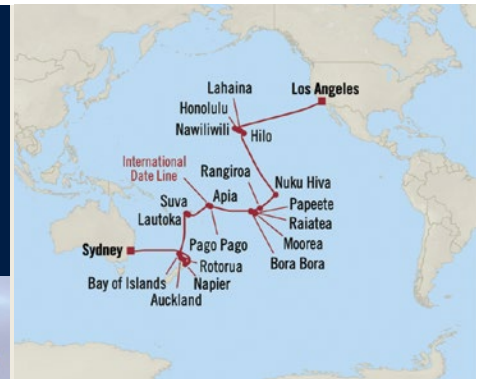 Lahaina
Los Angeles
Honolulu
Nawiliwili
Hilo
International
Date Line
Rangiroa
Nuku Hiva
Apia
Papeete
Suva
Raiatea
Lautoka
Moorea
Pago Pago
Sydney
Bora Bora
Rotorua
Bay of Islands
Napier
Auckland